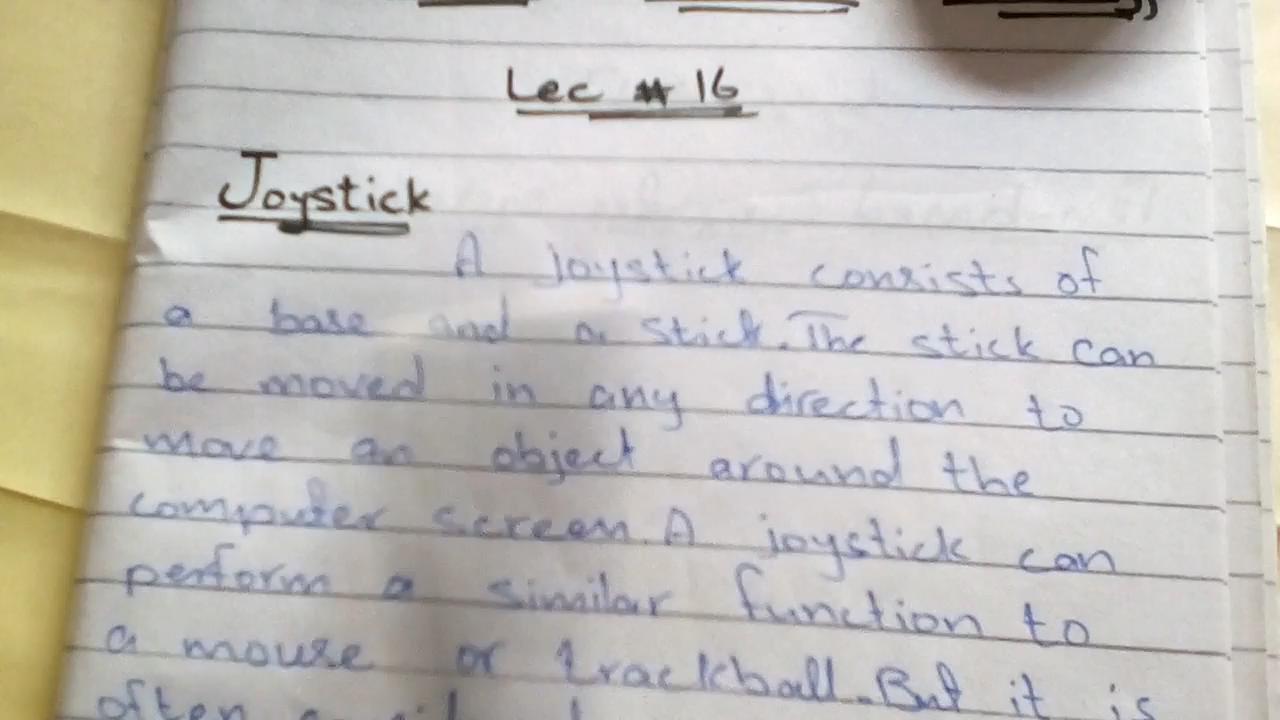 Lec # 16
Joystick
A joystick consists of
a base and a stick. The stick can
be moved in any direction to
move an object around the
computer screen. A joystick can
perform a similar function to
a mouse or trackball. But it is
often